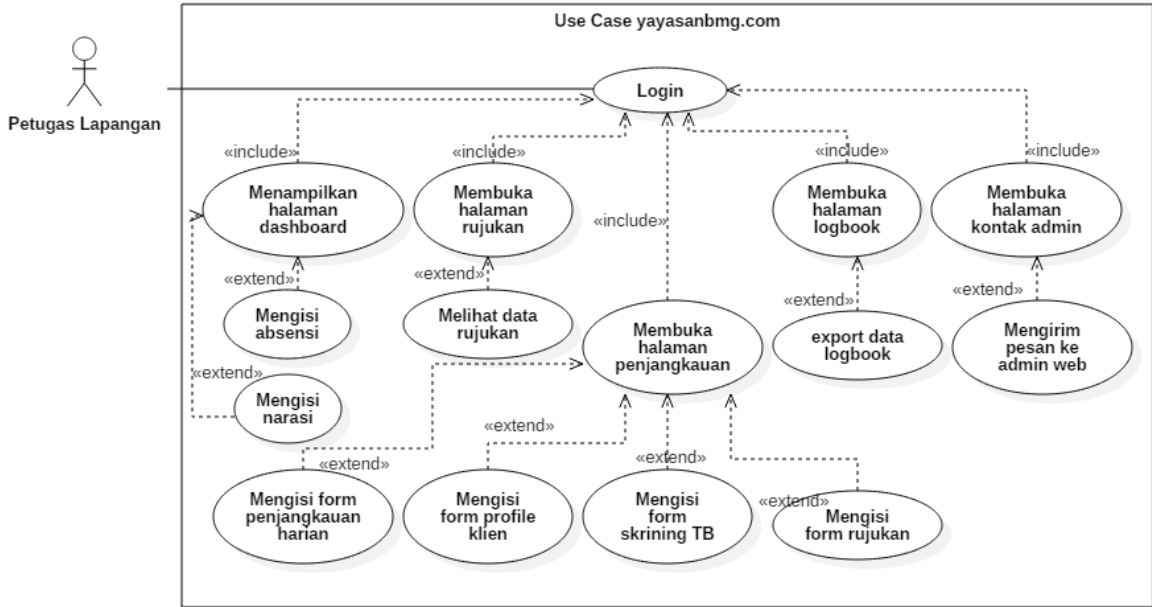 Use Case yayasanbmg.com
Petugas Lapangan
Login
«include»
«include»
«include»
«include»
Menampilkan
halaman
dashboard
Membuka
halaman
rujukan
Membuka
halaman
logbook
Membuka
halaman
kontak admin
«include»
«extend»
«extend»
«extend»
«extend»
Mengisi
absensi
Melihat data
rujukan
Membuka
halaman
penjangkauan
export data
logbook
Mengirim
pesan ke
admin web
«extend»
Mengisi
narasi
«extend»
«extend»
«extend»
«extend»
Mengisi form
penjangkauan
harian
Mengisi
form profile
klien
Mengisi
form
skrining TB
Mengisi
form rujukan